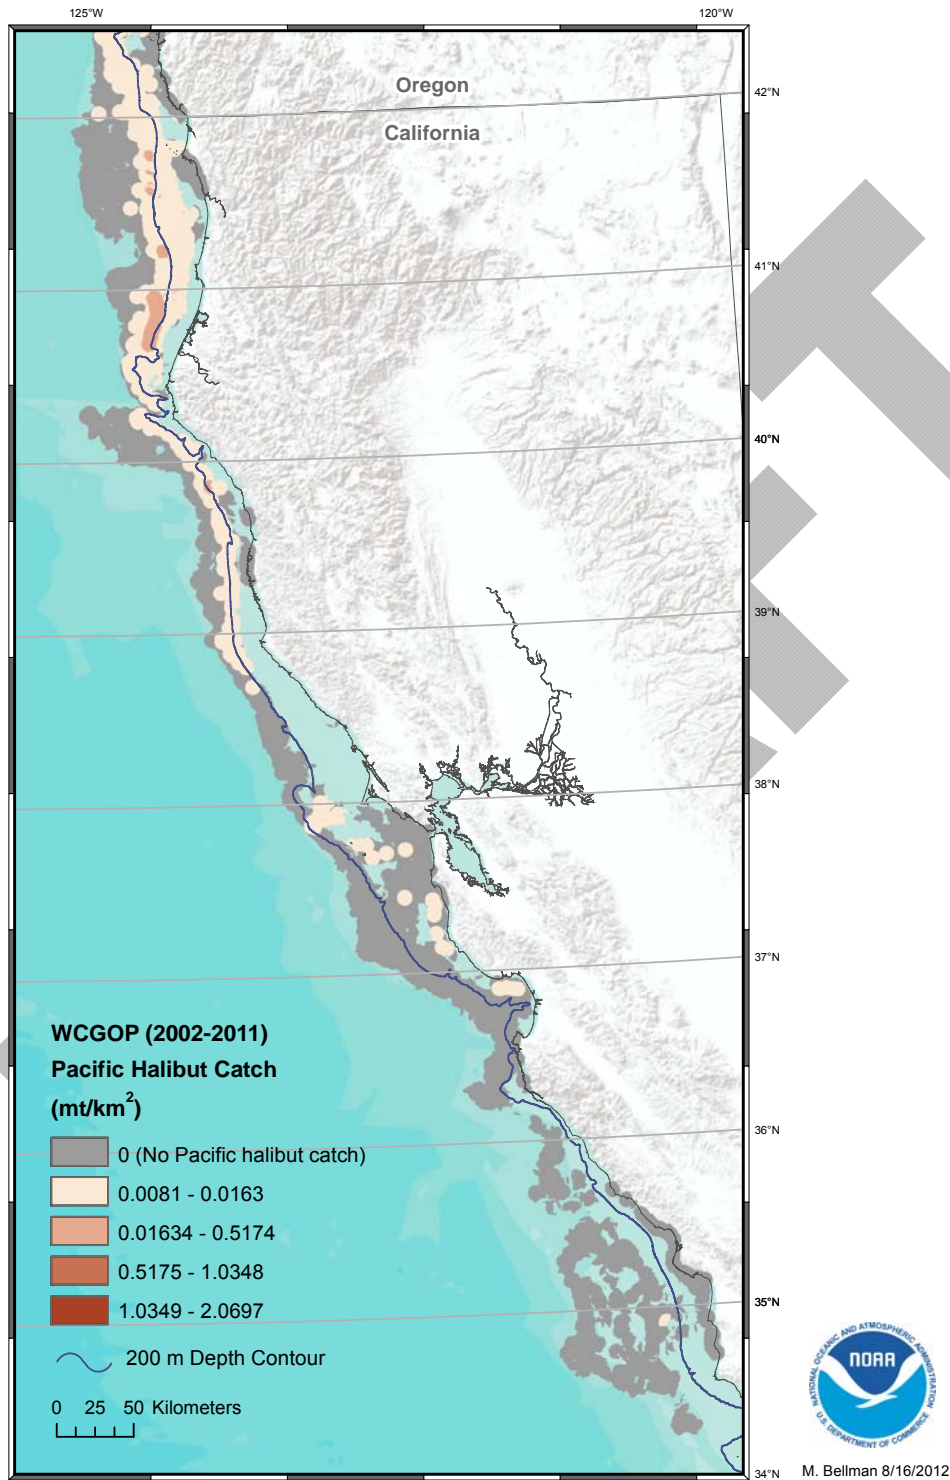 125°W
120°W
Oregon
California
42°N
41°N
40°N
39°N
38°N
37°N
36°N
35°N
34°N
WCGOP (2002-2011)
Pacific Halibut Catch
(mt/km²)
0 (No Pacific halibut catch)
0.0081 - 0.0163
0.01634 - 0.5174
0.5175 - 1.0348
1.0349 - 2.0697
200 m Depth Contour
0 25 50 Kilometers
NATIONAL OCEANIC AND ATMOSPHERIC ADMINISTRATION
NOAA
U.S. DEPARTMENT OF COMMERCE
M. Bellman 8/16/2012